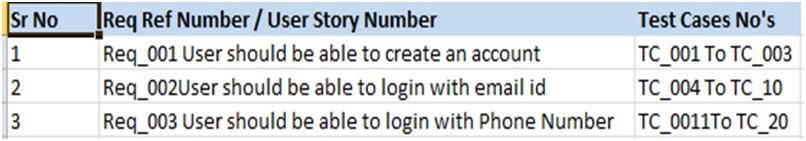 Sr No Req Ref Number / User Story Number Test Cases No's
1 Req_001 User should be able to create an account TC_001 To TC_003
2 Req_002User should be able to login with email id TC_004 To TC_10
3 Req_003 User should be able to login with Phone Number TC_0011To TC_20